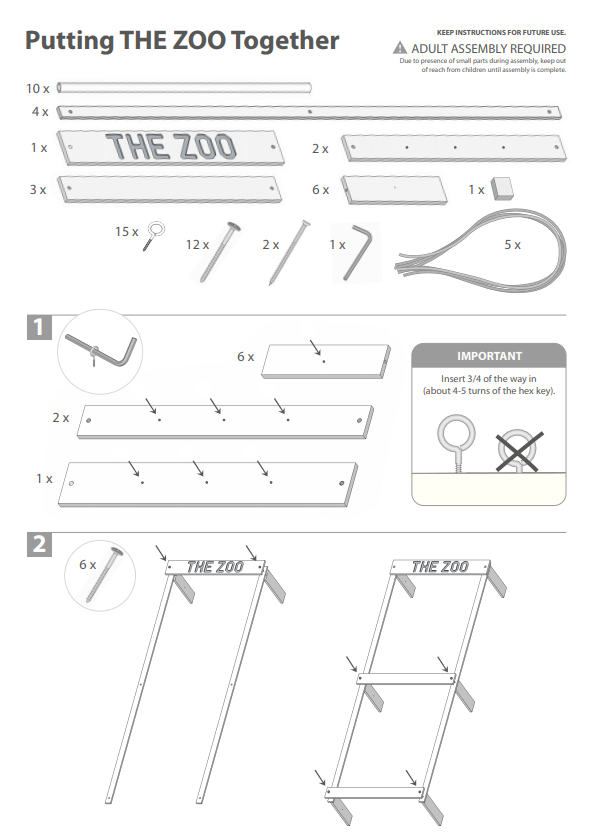 Putting THE ZOO Together
KEEP INSTRUCTIONS FOR FUTURE USE.
ADULT ASSEMBLY REQUIRED
Due to presence of small parts during assembly, keep out
of reach from children until assembly is complete.
10 x
4 x
1 x
THE ZOO
2 x
3 x
6 x
1 x
15 x
12 x
2 x
1 x
5 x
1
6 x
2 x
1 x
IMPORTANT
Insert 3/4 of the way in
(about 4-5 turns of the hex key).
2
6 x
THE ZOO
THE ZOO